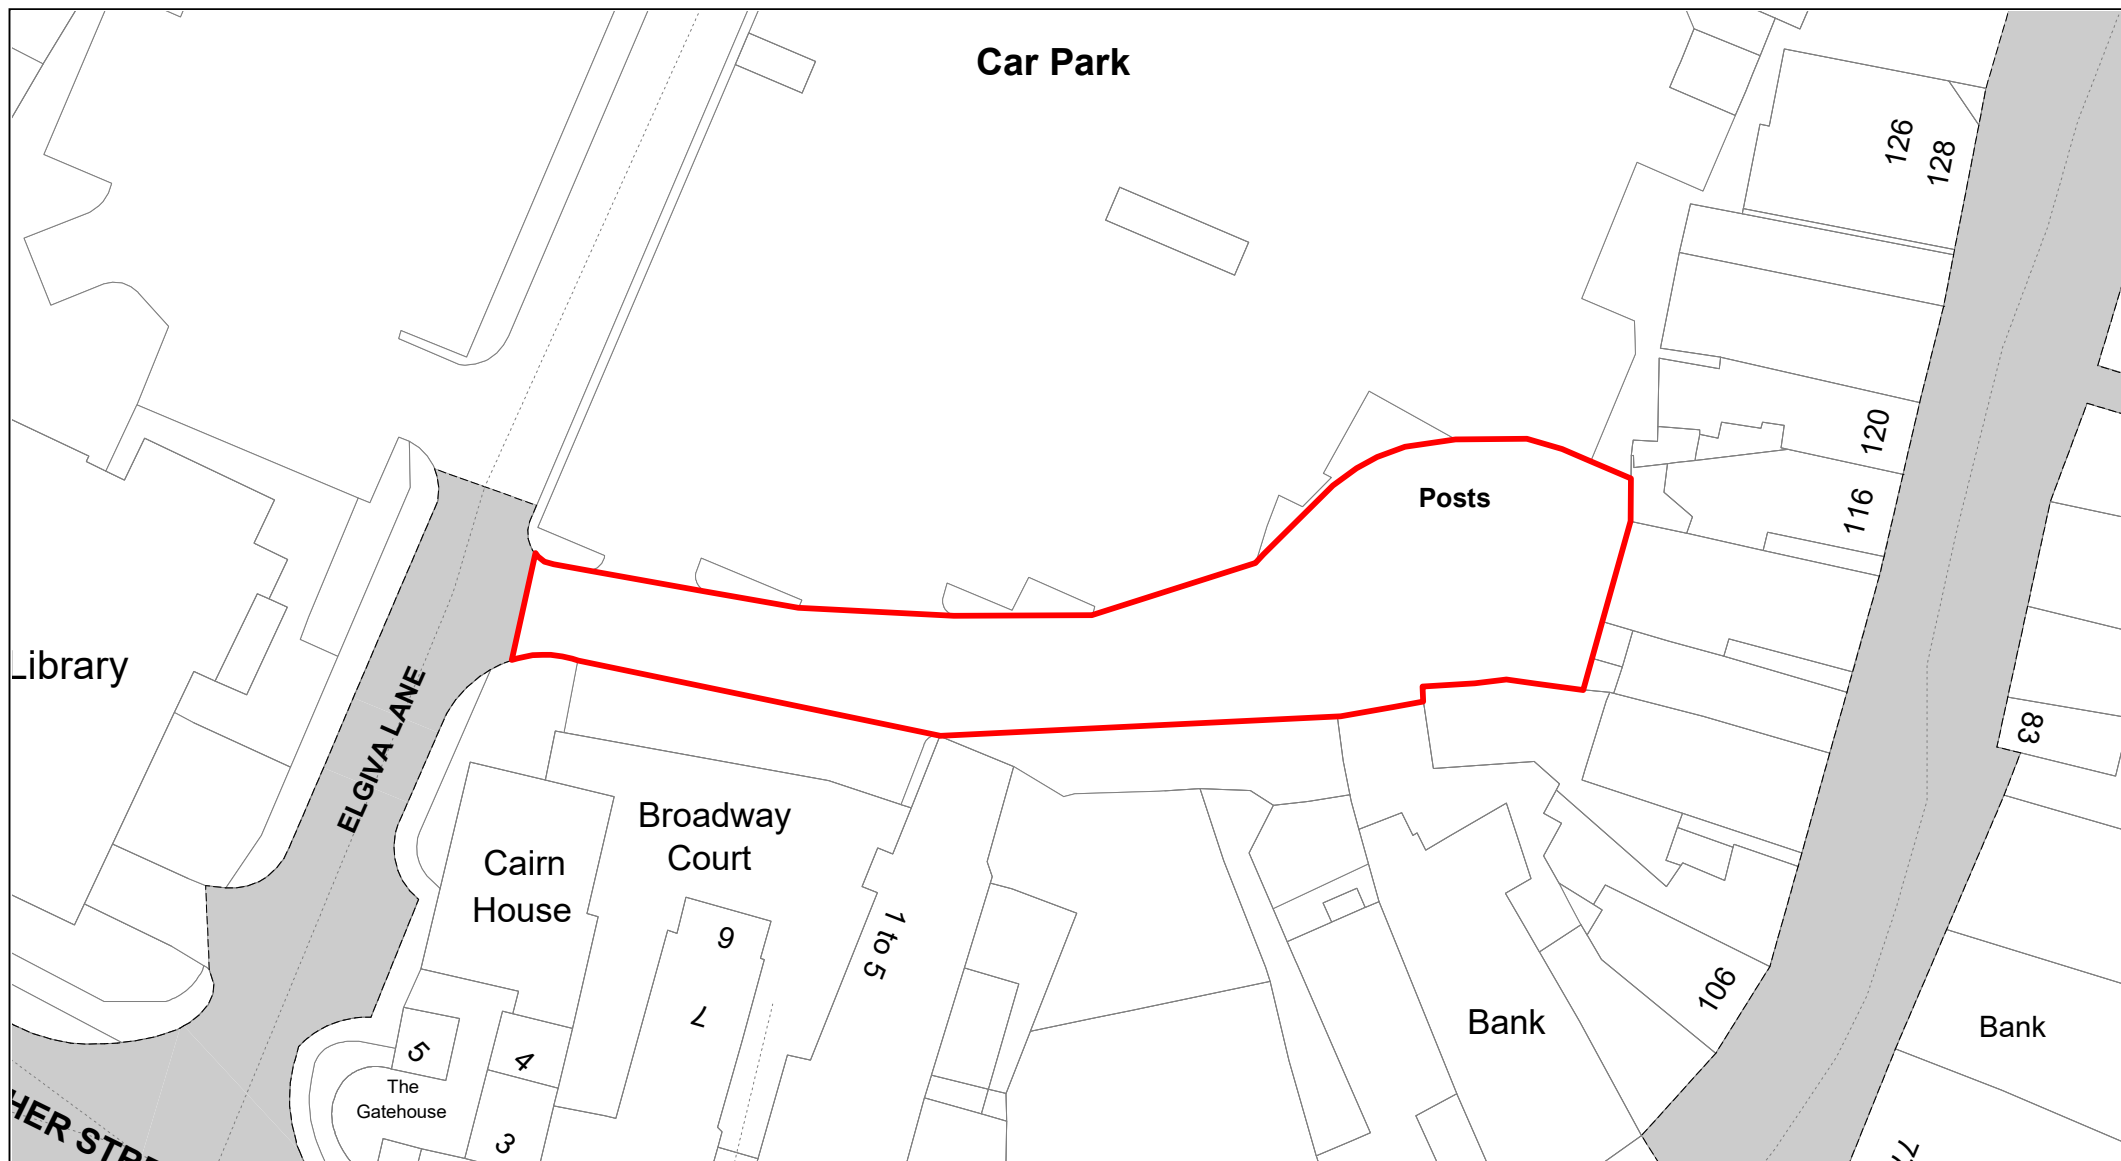 Car Park
126
128
120
Posts
116
Library
ELGIVA LANE
83
Broadway
Court
Cairn
House
9
7
1 to 5
106
Bank
Bank
5
4
The
Gatehouse
3